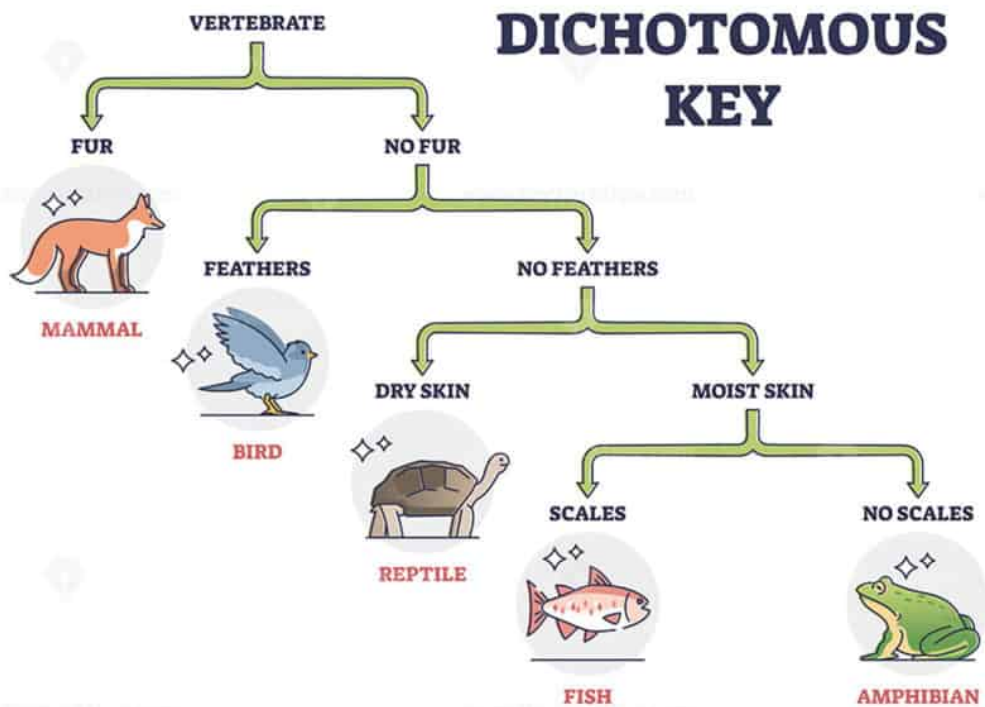 VERTEBRATE
DICHOTOMOUS
KEY
FUR
NO FUR
FEATHERS
NO FEATHERS
MAMMAL
DRY SKIN
MOIST SKIN
BIRD
SCALES
NO SCALES
REPTILE
FISH
AMPHIBIAN